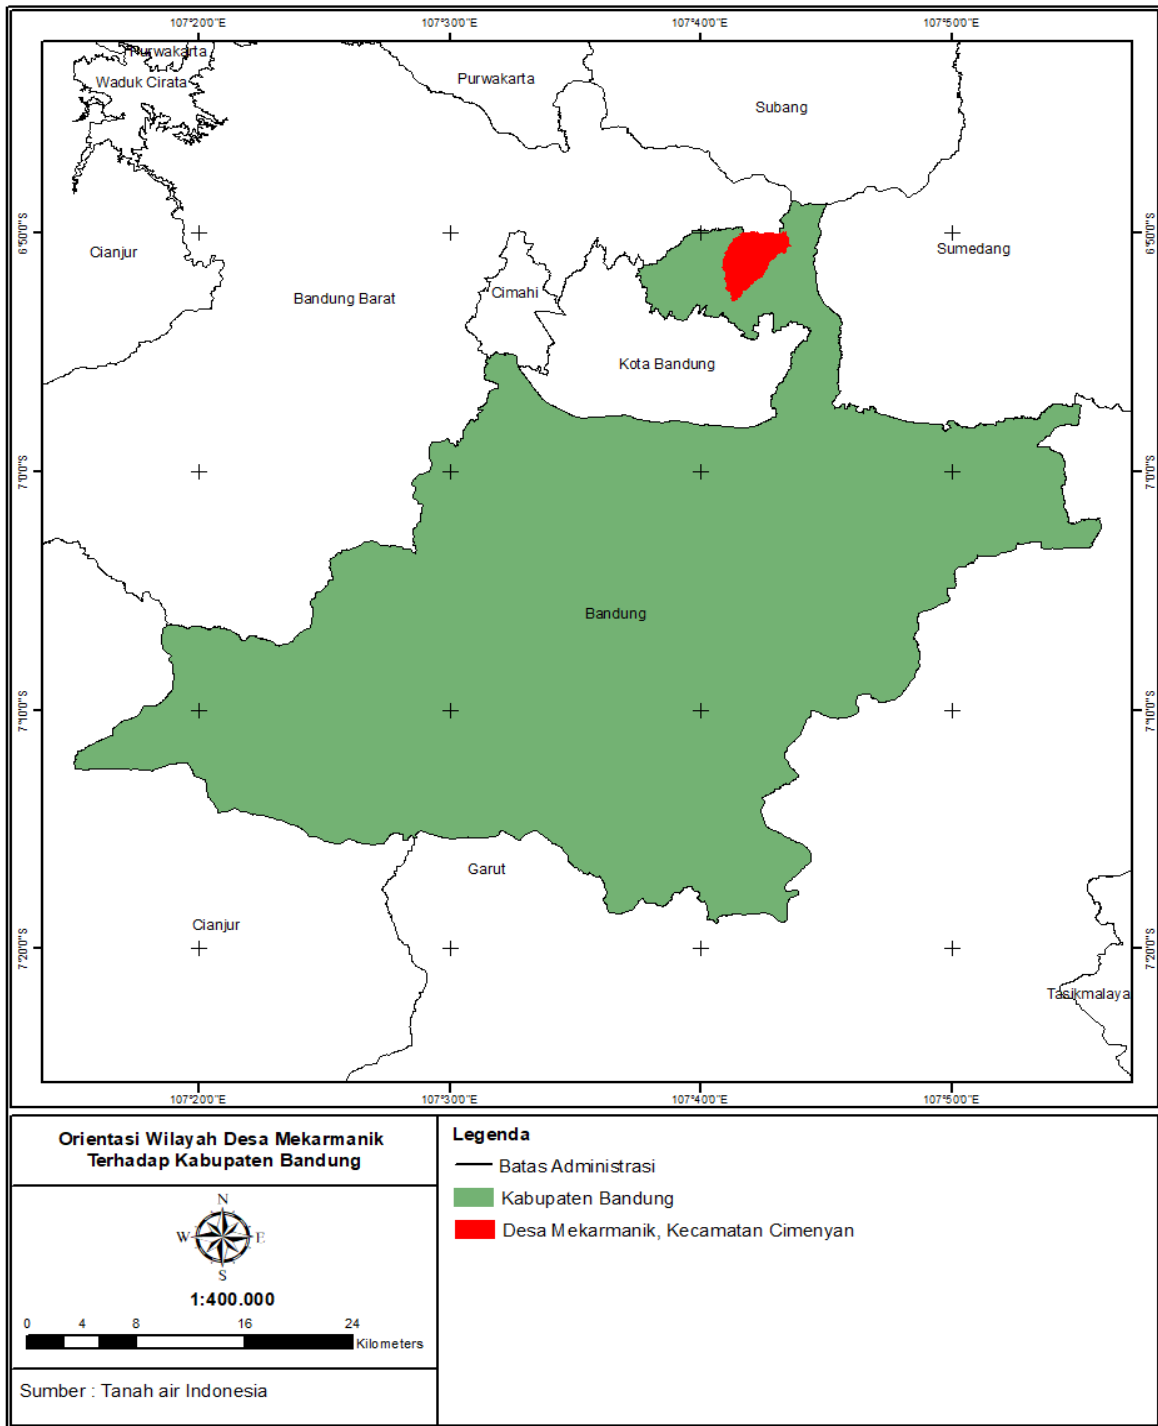 107°20'0"E 107°30'0"E 107°40'0"E 107°50'0"E
Purwakarta
Waduk Cirata
Purwakarta
Subang
6°50'0"S
6°50'0"S
Cianjur
Sumedang
Bandung Barat
Cimahi
Kota Bandung
7°0'0"S
7°0'0"S
Bandung
7°10'0"S
7°10'0"S
Garut
Cianjur
7°20'0"S
7°20'0"S
Tasikmalaya
107°20'0"E 107°30'0"E 107°40'0"E 107°50'0"E
Orientasi Wilayah Desa Mekarmanik
Terhadap Kabupaten Bandung
N
W E
S
1:400.000
0 4 8 16 24
Kilometers
Sumber : Tanah air Indonesia
Legenda
Batas Administrasi
Kabupaten Bandung
Desa Mekarmanik, Kecamatan Cimenyan